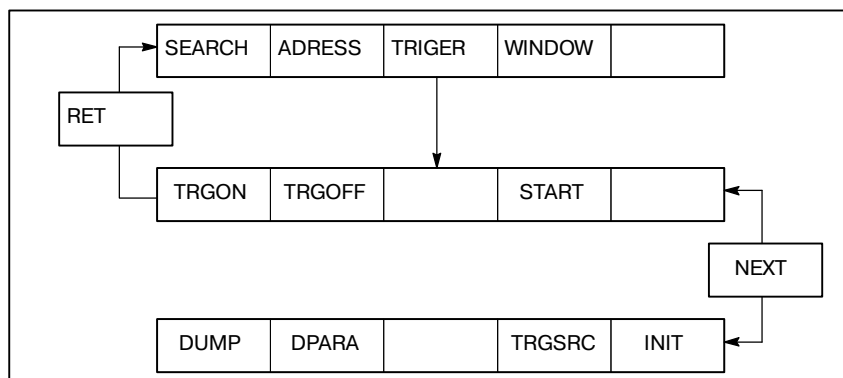 SEARCH ADRESS TRIGER WINDOW
RET
TRGON TRGOFF START
NEXT
DUMP DPARA TRGSRC INIT